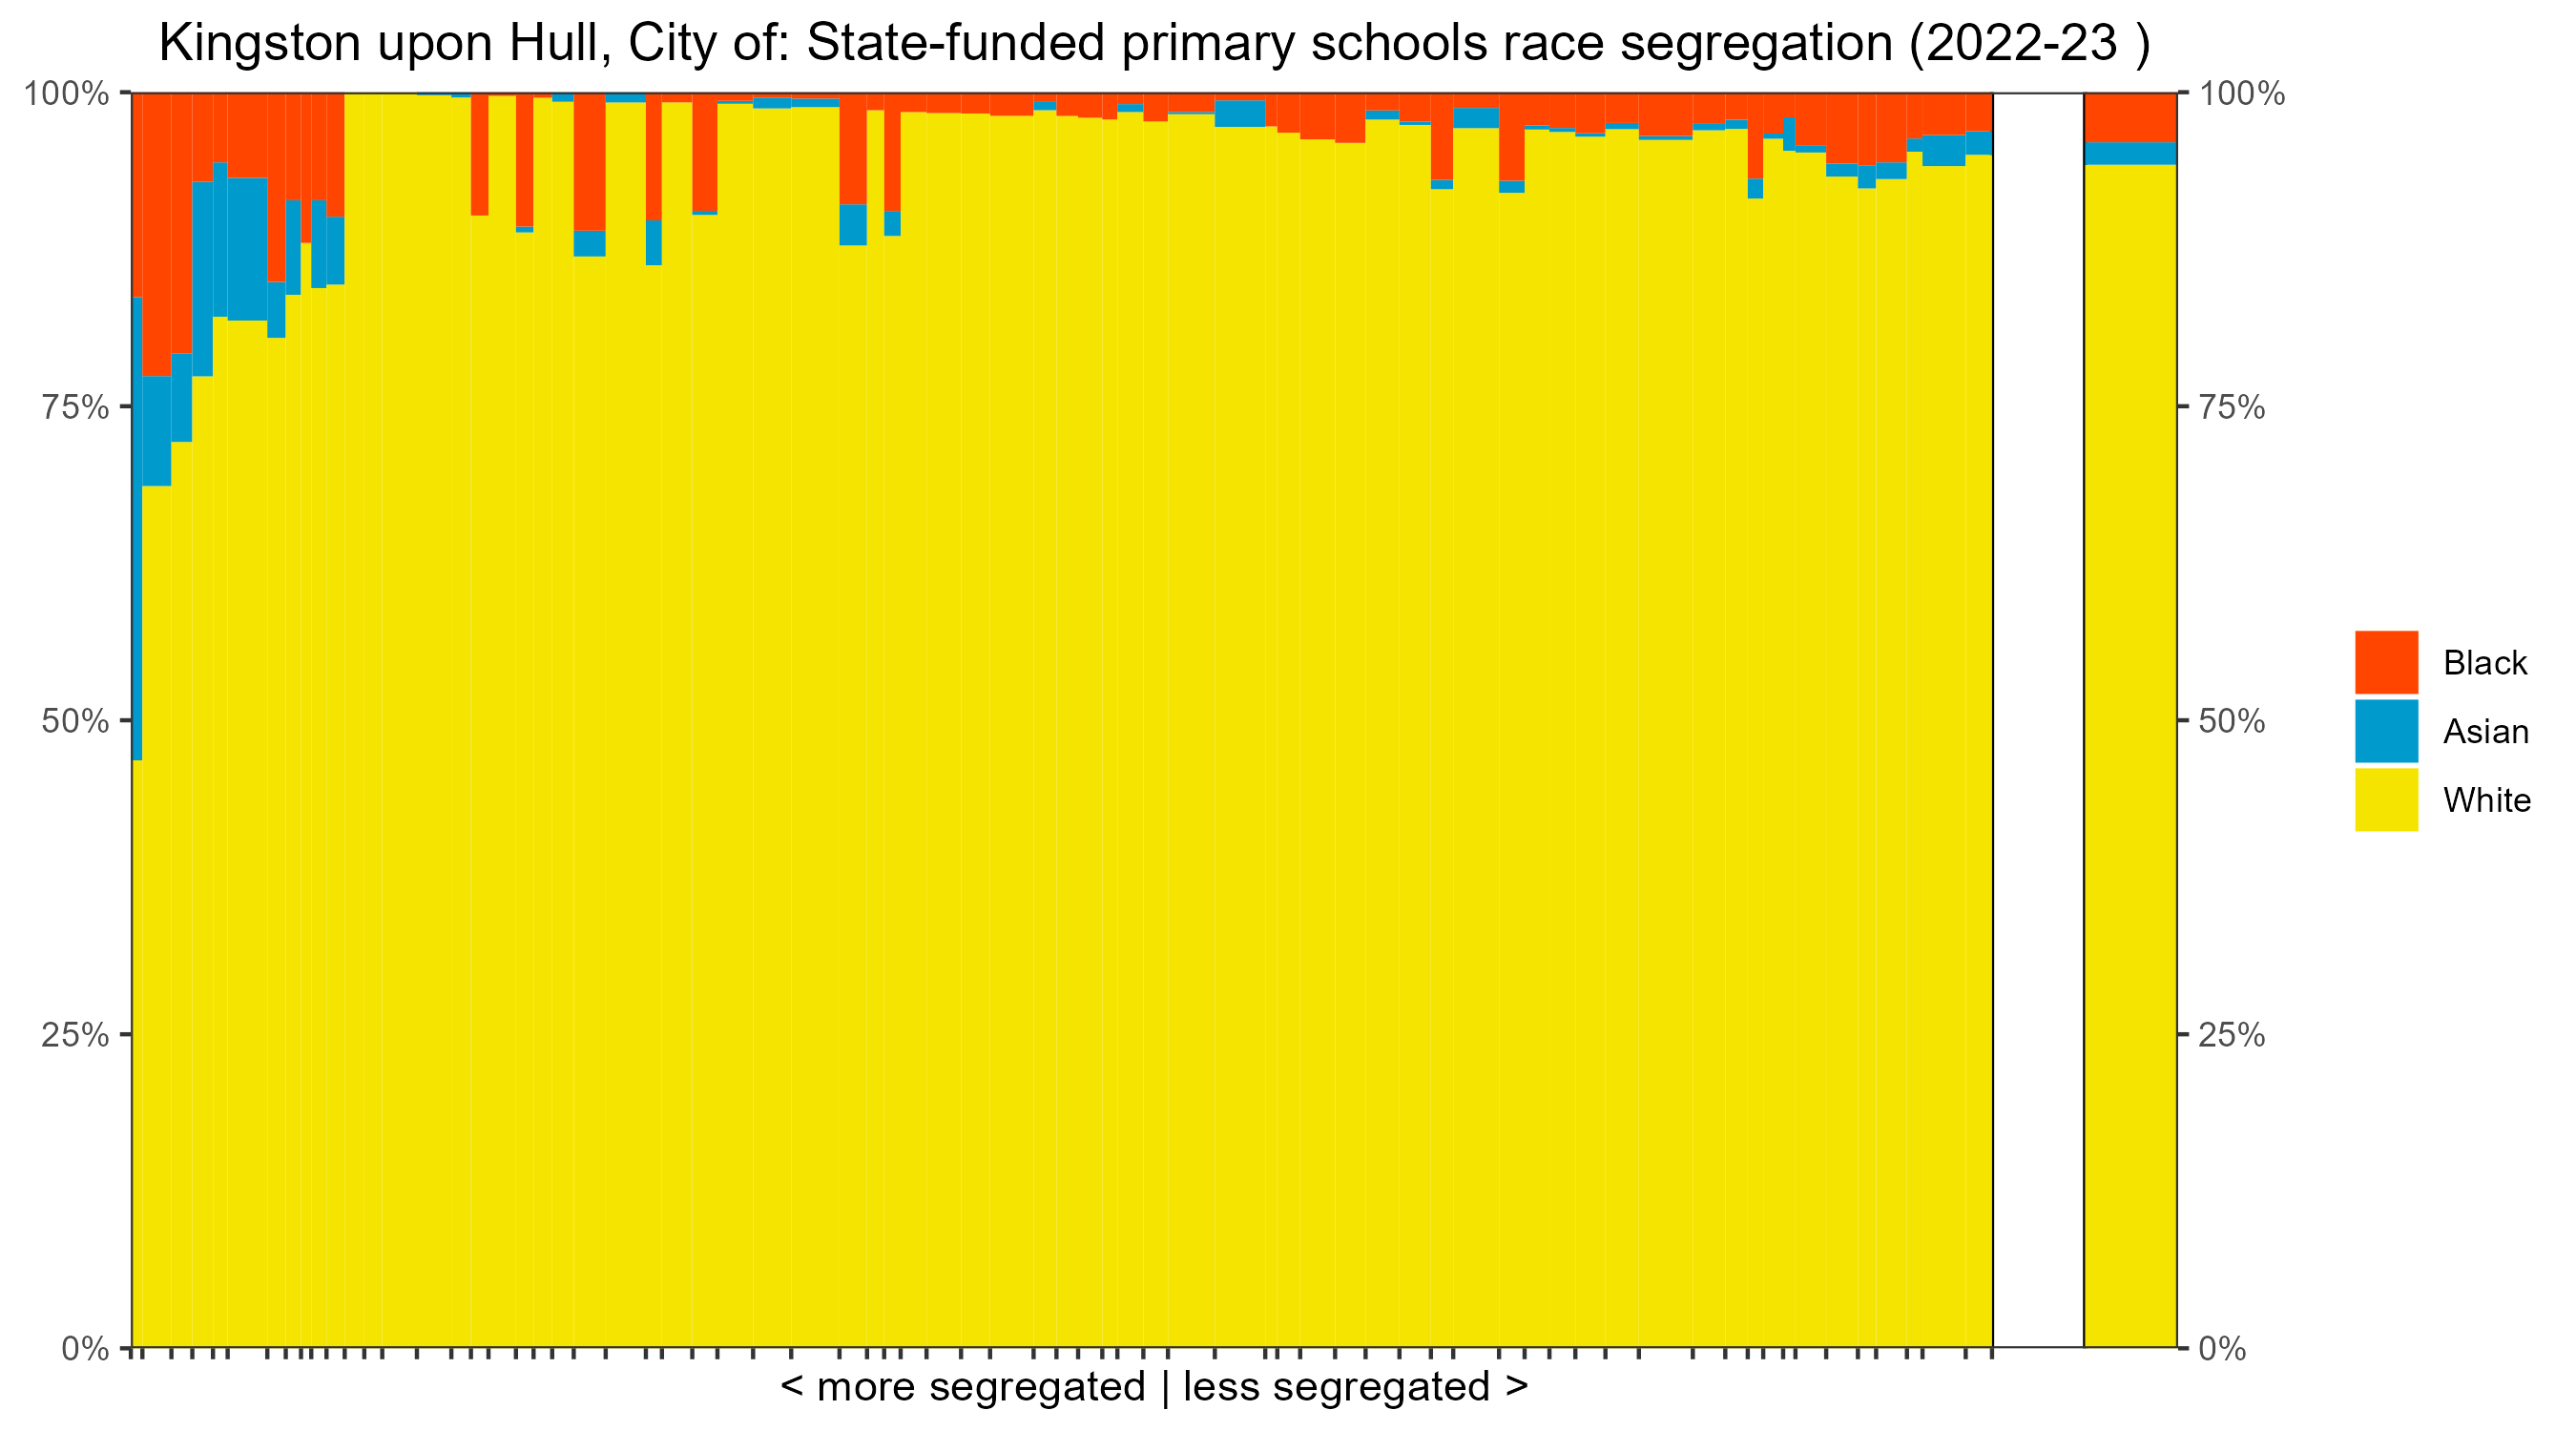 Kingston upon Hull, City of: State-funded primary schools race segregation (2022-23 )
100%
75%
50%
25%
0%
100%
75%
50%
25%
0%
Black
Asian
White
< more segregated | less segregated >